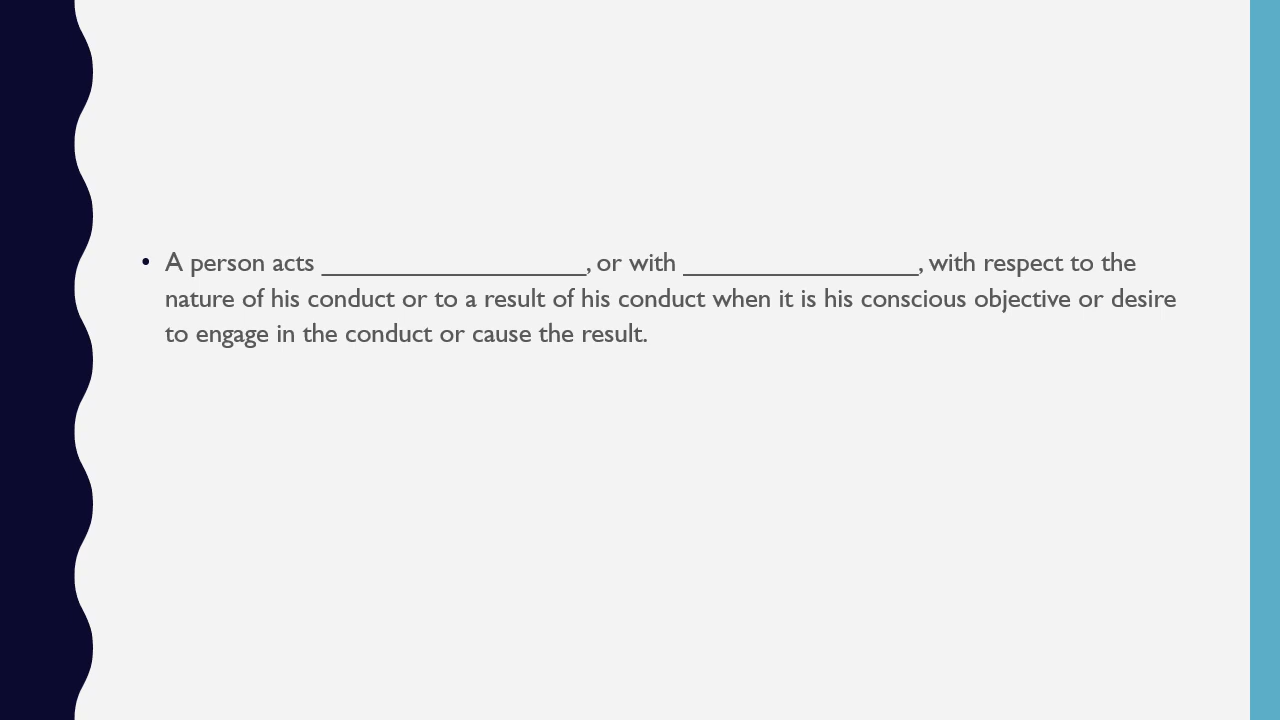 • A person acts ___________________, or with _________________, with respect to the
nature of his conduct or to a result of his conduct when it is his conscious objective or desire
to engage in the conduct or cause the result.